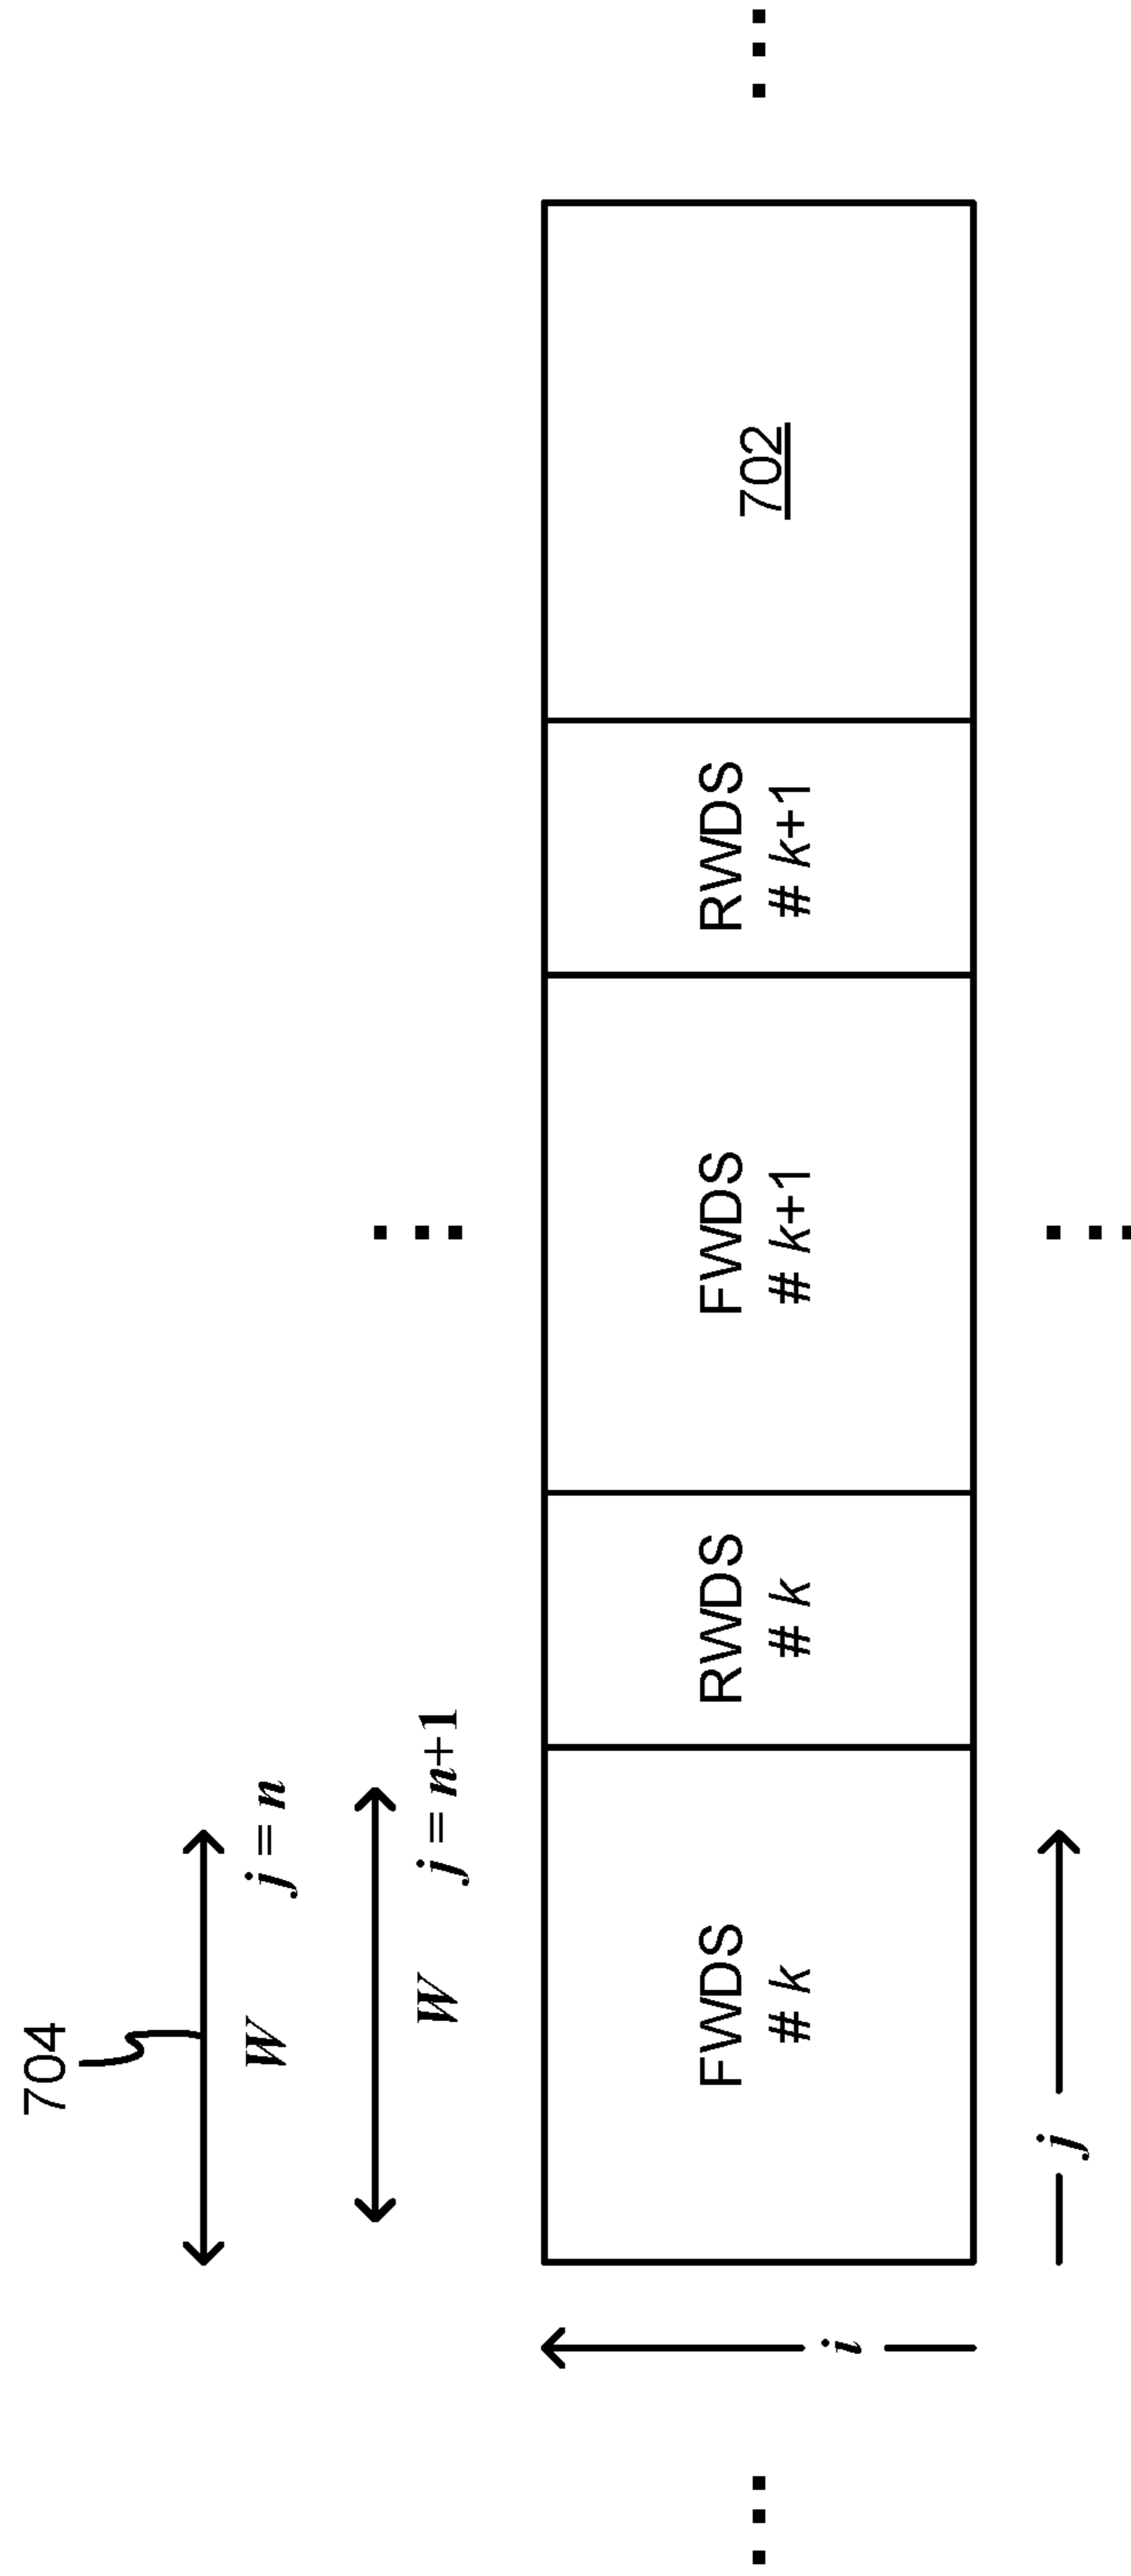 704
W j = n
W j = n+1
FWDS
# k
RWDS
# k
FWDS
# k+1
RWDS
# k+1
702
i
j